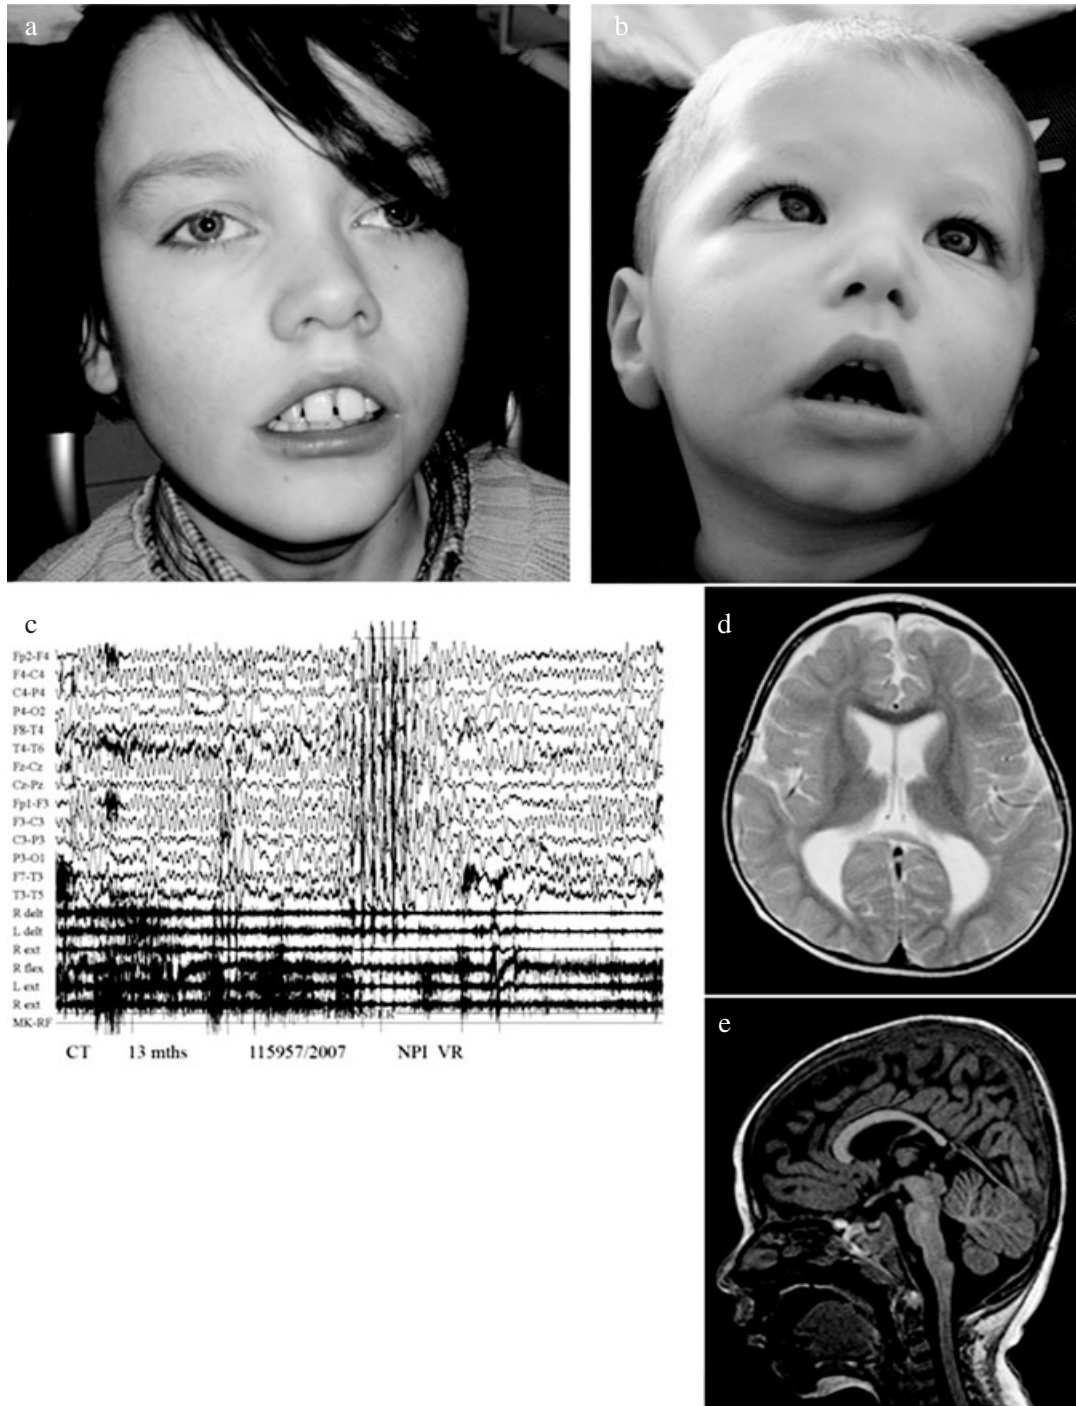 a
b
c
Fp2-F4
F4-C4
C4-P4
P4-O2
F8-T4
T4-T6
Fz-Cz
Cz-Pz
Fp1-F3
F3-C3
C3-P3
P3-O1
F7-T3
T3-T5
R delt
L delt
R ext
R flex
L ext
R ext
MK-RF
CT 13 mths 115957/2007 NPI VR
d
e